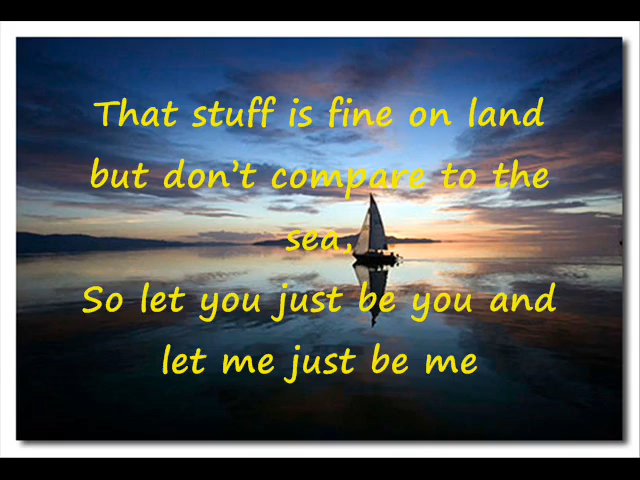 That stuff is fine on land
but don’t compare to the
sea,
So let you just be you and
let me just be me